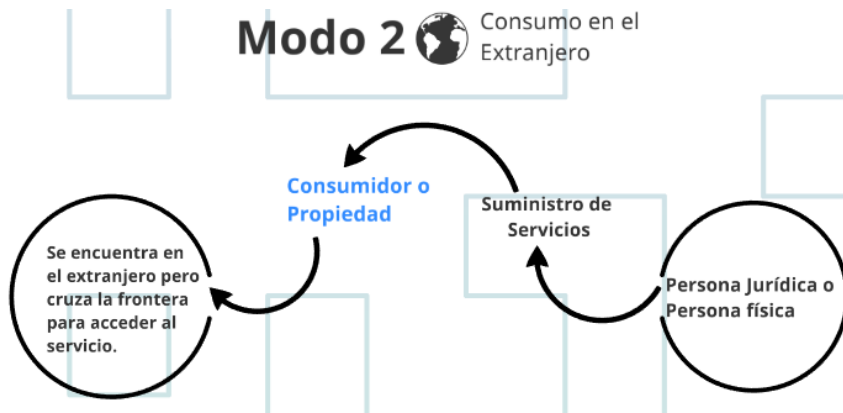 Modo 2
Consumo en el
Extranjero
Consumidor o
Propiedad
Suministro de
Servicios
Se encuentra en
el extranjero pero
cruza la frontera
para acceder al
servicio.
Persona Jurídica o
Persona física